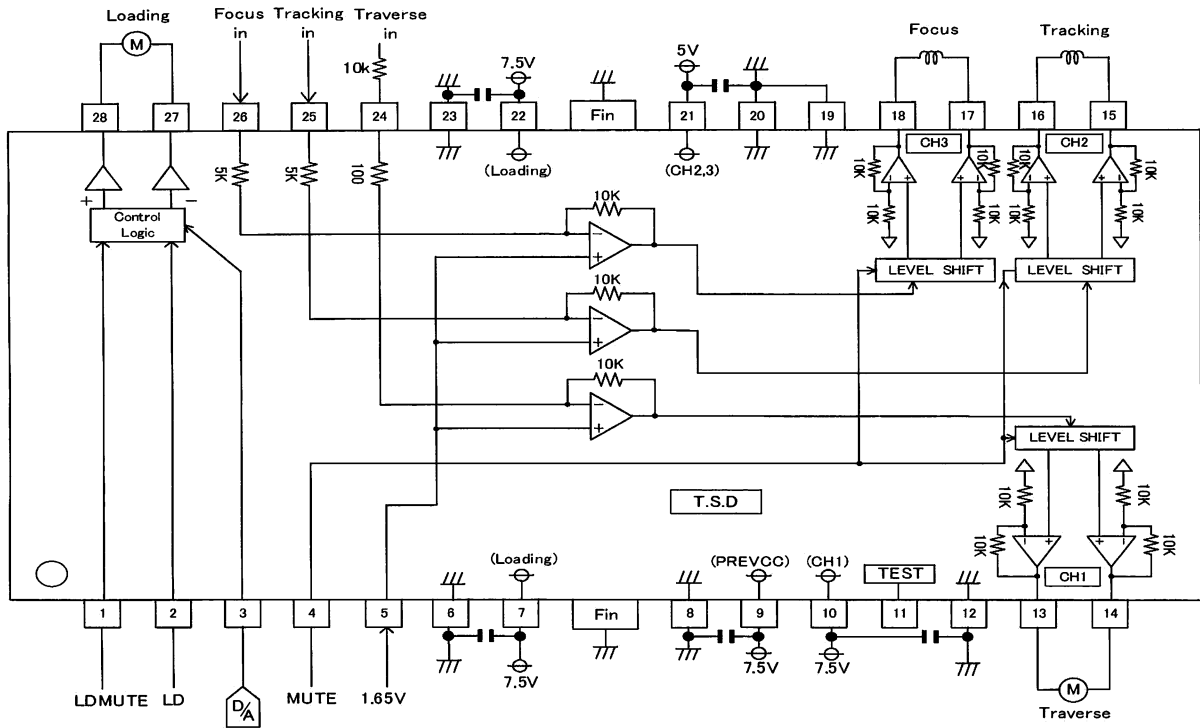 Loading
Focus in
Tracking in
Traverse in
Focus
Tracking
M
10k
7.5V
5V
28
27
26
25
24
23
22
Fin
21
20
19
18
17
16
15
(Loading)
(CH2,3)
CH3
CH2
5K
5K
100
10K
10K
10K
10K
10K
10K
10K
10K
+
−
Control Logic
10K
−
+
LEVEL SHIFT
LEVEL SHIFT
10K
−
+
10K
−
+
LEVEL SHIFT
10K
10K
T.S.D
10K
10K
(Loading)
(PREVCC)
(CH1)
TEST
CH1
1
2
3
4
5
6
7
Fin
8
9
10
11
12
13
14
LDMUTE
LD
D/A
MUTE
1.65V
7.5V
7.5V
7.5V
M
Traverse